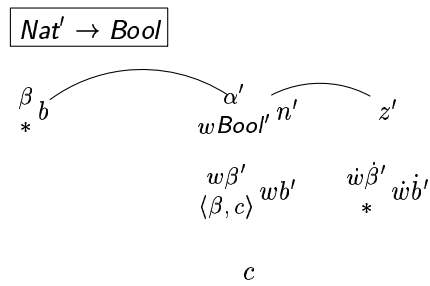 Nat′ → Bool
β α′
b n′ z′
* wBool′
wβ′ ẇβ̇′
wb′ ẇḃ′
⟨β, c⟩ *
c